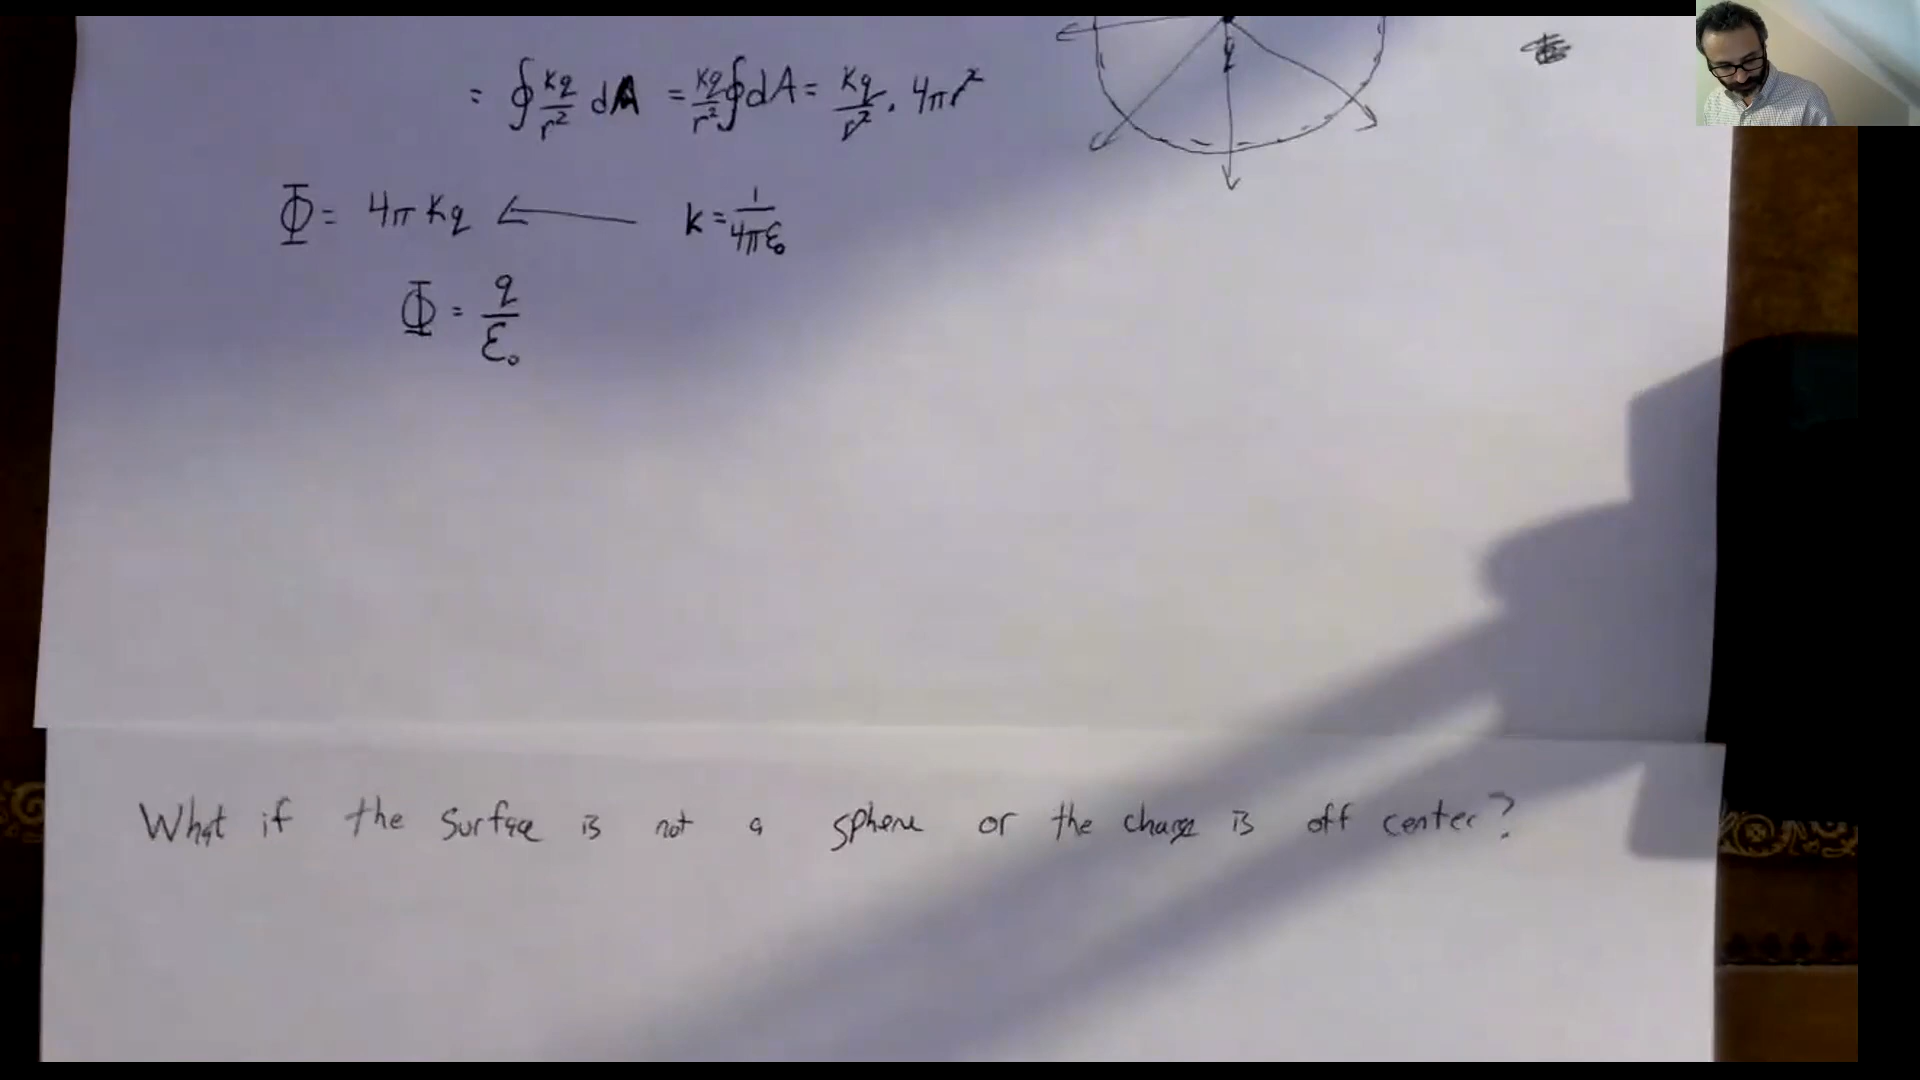 = ∮ kq/r² dA = kq/r² ∮ dA = kq/r² · 4πr²
q
Φ = 4πkq ← k = 1/4πε₀
Φ = q/ε₀
What if the surface is not a sphere or the charge is off center?